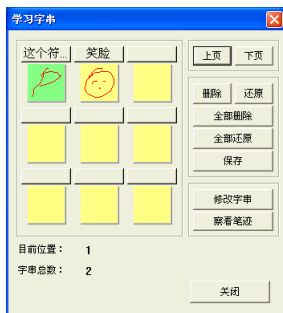 学习字串
这个符... 笑脸
上页 下页
删除 还原
全部删除
全部还原
保存
修改字串
察看笔迹
目前位置： 1
字串总数： 2
关闭